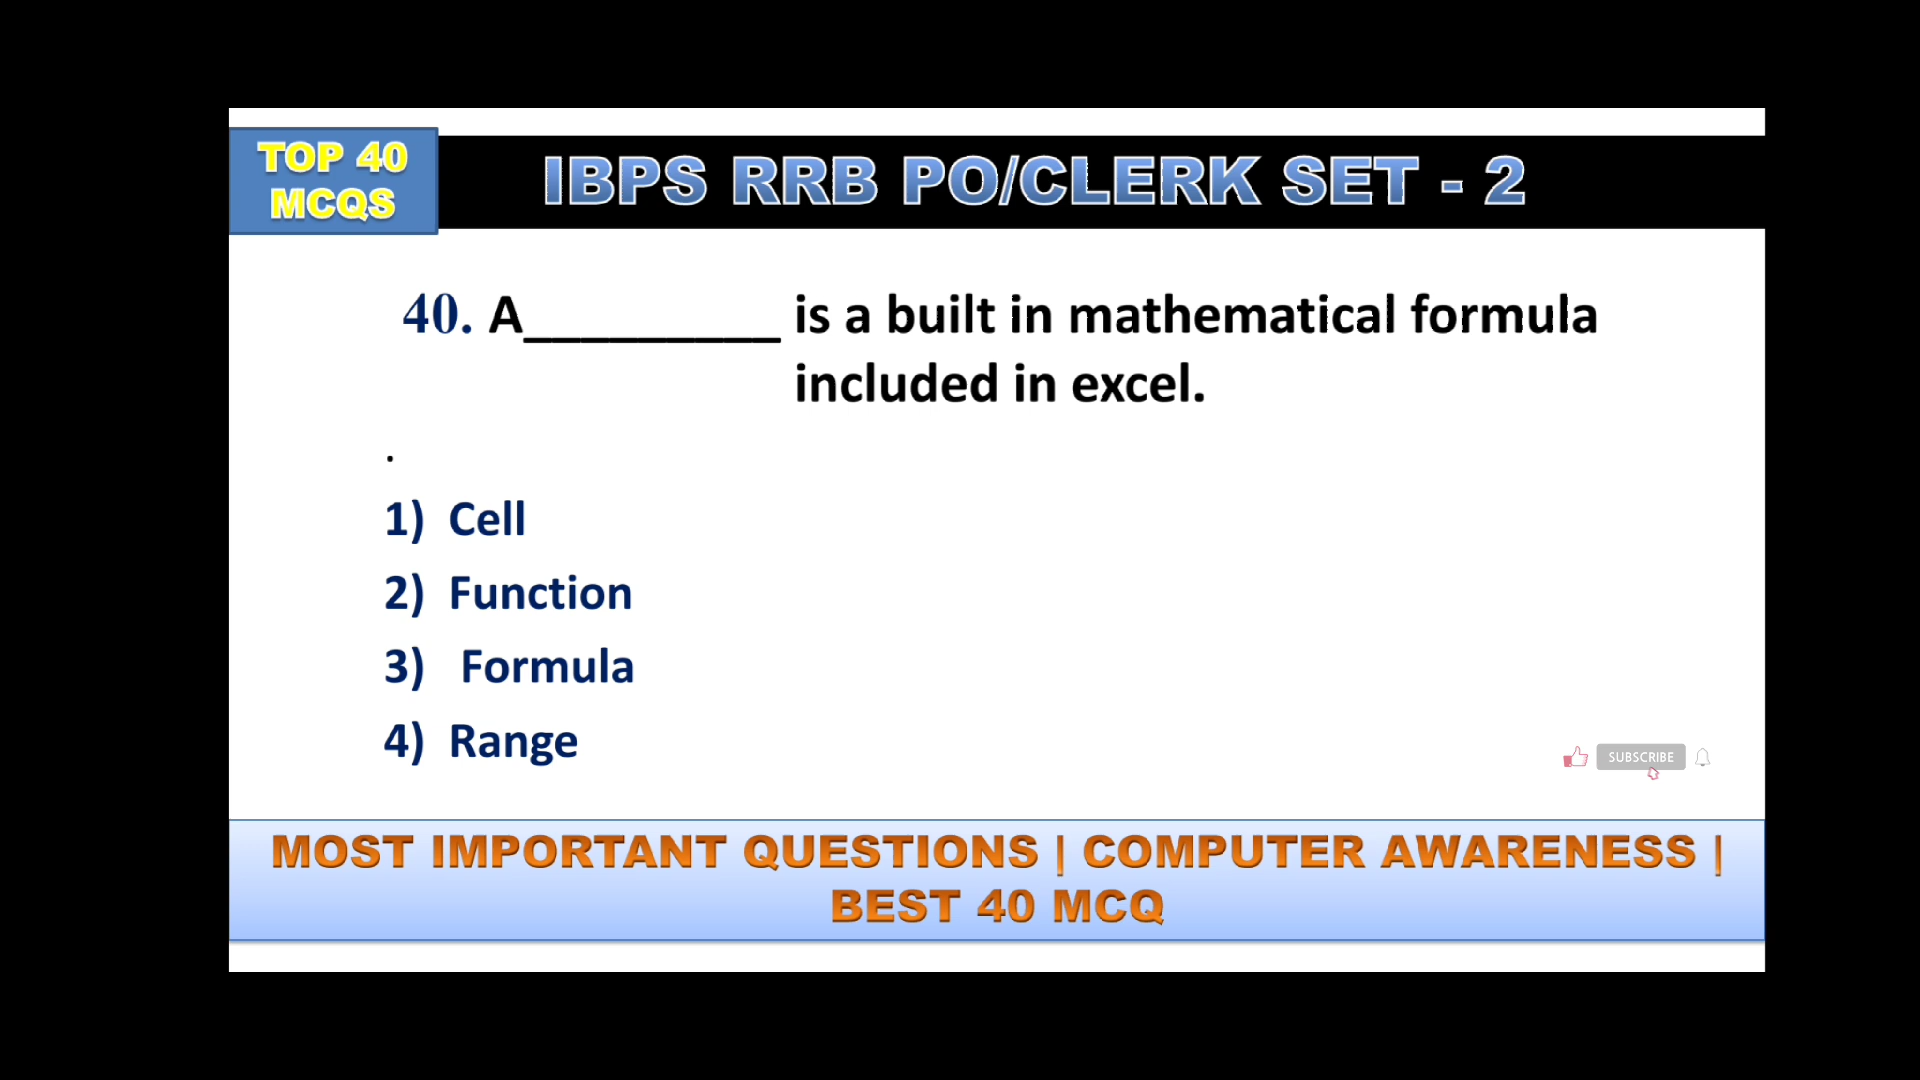 TOP 40
MCQS
IBPS RRB PO/CLERK SET - 2
40. A_________ is a built in mathematical formula
included in excel.
.
1) Cell
2) Function
3) Formula
4) Range
SUBSCRIBE
MOST IMPORTANT QUESTIONS | COMPUTER AWARENESS |
BEST 40 MCQ